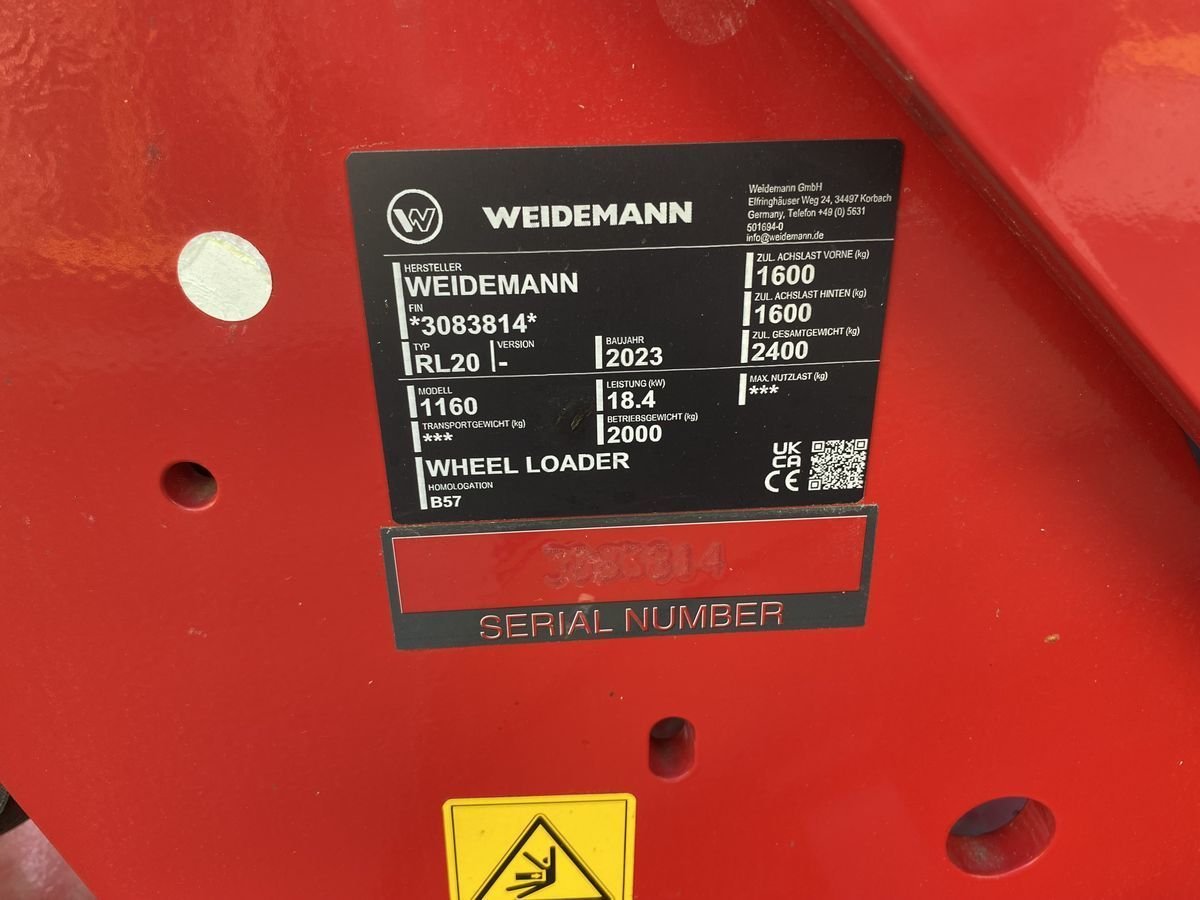 W WEIDEMANN
Weidemann GmbH
Elfringhäuser Weg 24, 34497 Korbach
Germany, Telefon +49 (0) 5631
501694-0
info@weidemann.de
HERSTELLER
WEIDEMANN
FIN
*3083814*
TYP
RL20
VERSION
-
BAUJAHR
2023
ZUL. ACHSLAST VORNE (kg)
1600
ZUL. ACHSLAST HINTEN (kg)
1600
ZUL. GESAMTGEWICHT (kg)
2400
MODELL
1160
LEISTUNG (kW)
18.4
MAX. NUTZLAST (kg)
***
TRANSPORTGEWICHT (kg)
***
BETRIEBSGEWICHT (kg)
2000
WHEEL LOADER
HOMOLOGATION
B57
UK
CA
CE
3083814
SERIAL NUMBER